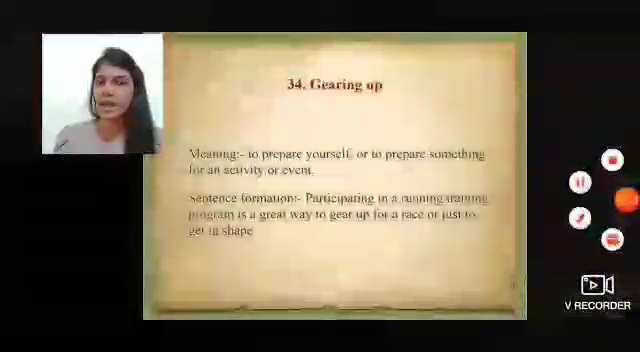 34. Gearing up
Meaning:- to prepare yourself, or to prepare something
for an activity or event.
Sentence formation:- Participating in a running training
program is a great way to gear up for a race or just to
get in shape
V RECORDER